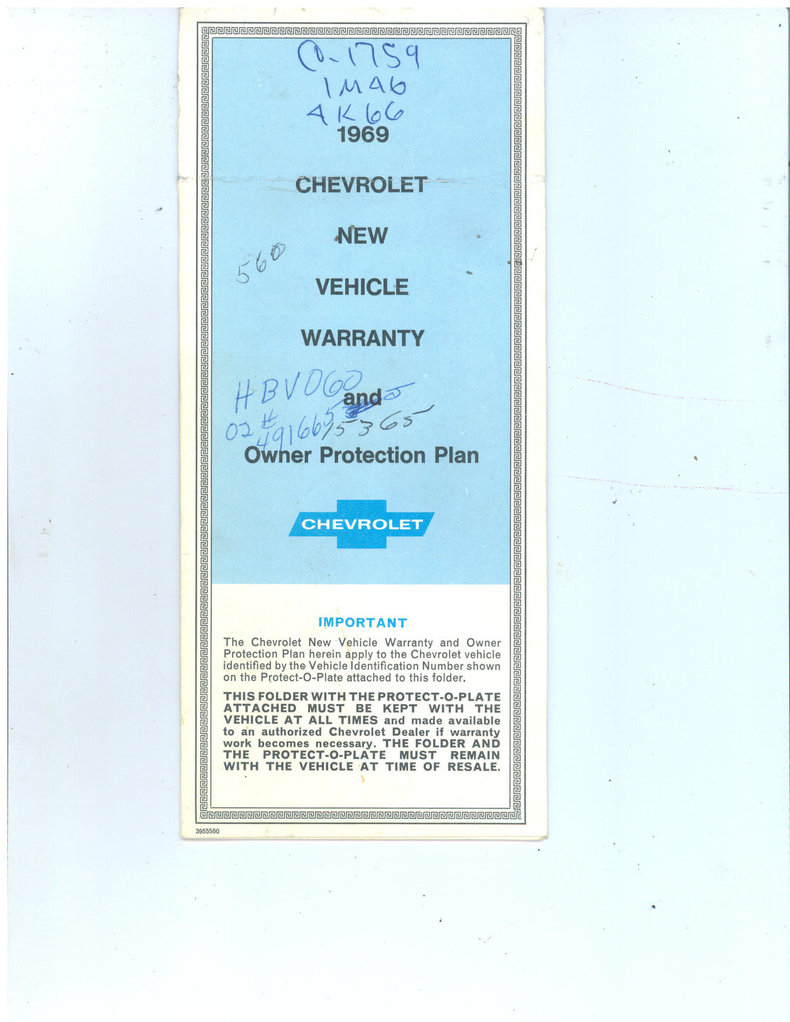 1759
1MA6
4K66
1969
CHEVROLET
NEW
560
VEHICLE
WARRANTY
HBV060
and
02#
491665
15365
Owner Protection Plan
CHEVROLET
IMPORTANT
The Chevrolet New Vehicle Warranty and Owner
Protection Plan herein apply to the Chevrolet vehicle
identified by the Vehicle Identification Number shown
on the Protect-O-Plate attached to this folder.
THIS FOLDER WITH THE PROTECT-O-PLATE
ATTACHED MUST BE KEPT WITH THE
VEHICLE AT ALL TIMES and made available
to an authorized Chevrolet Dealer if warranty
work becomes necessary. THE FOLDER AND
THE PROTECT-O-PLATE MUST REMAIN
WITH THE VEHICLE AT TIME OF RESALE.
3955560